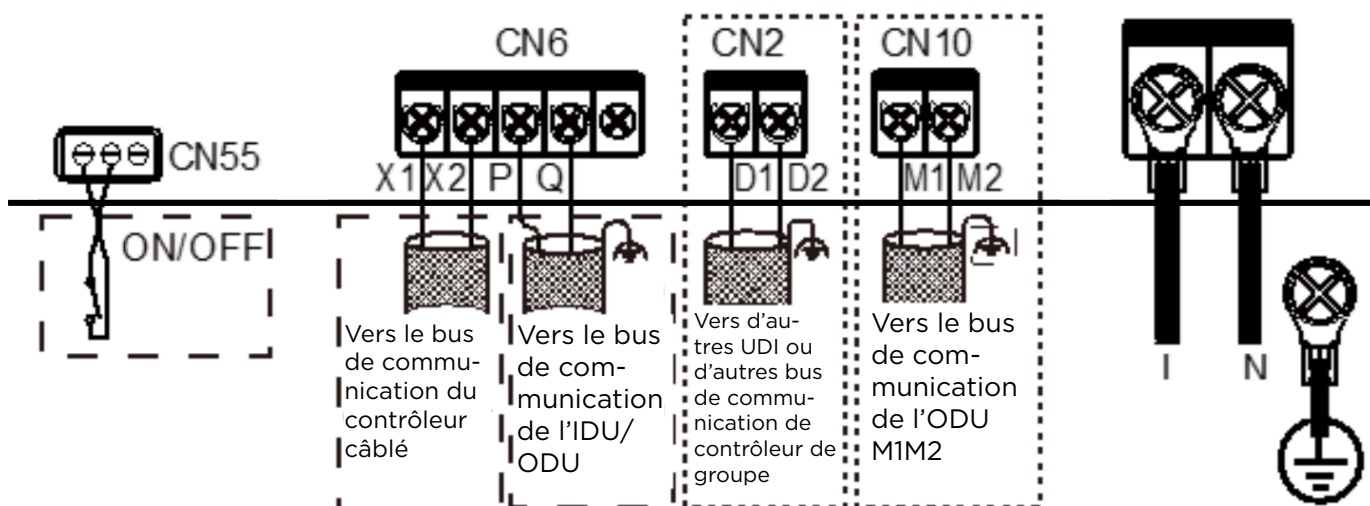 CN6
CN2
CN10
CN55
X1 X2 P Q
D1 D2
M1 M2
ON/OFF
Vers le bus
de commu-
nication du
contrôleur
câblé
Vers le bus
de com-
munication
de l'IDU/
ODU
Vers d'au-
tres UDI ou
d'autres bus
de commu-
nication de
contrôleur de
groupe
Vers le bus
de com-
munication
de l'ODU
M1M2
I N